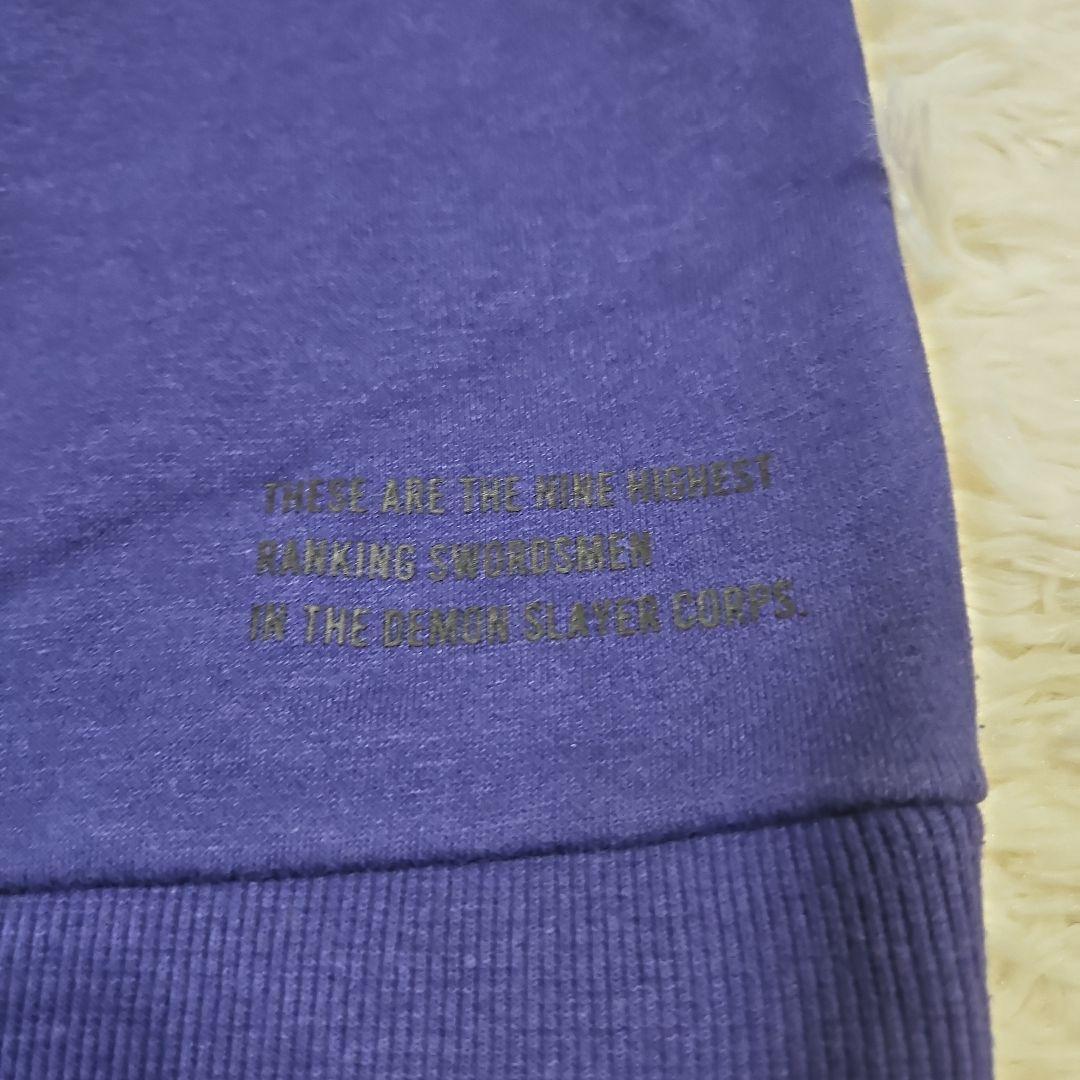 THESE ARE THE NINE HIGHEST
RANKING SWORDSMEN
IN THE DEMON SLAYER CORPS.